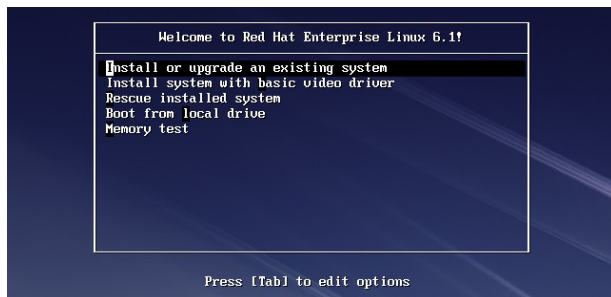 Welcome to Red Hat Enterprise Linux 6.1!
Install or upgrade an existing system
Install system with basic video driver
Rescue installed system
Boot from local drive
Memory test
Press [Tab] to edit options